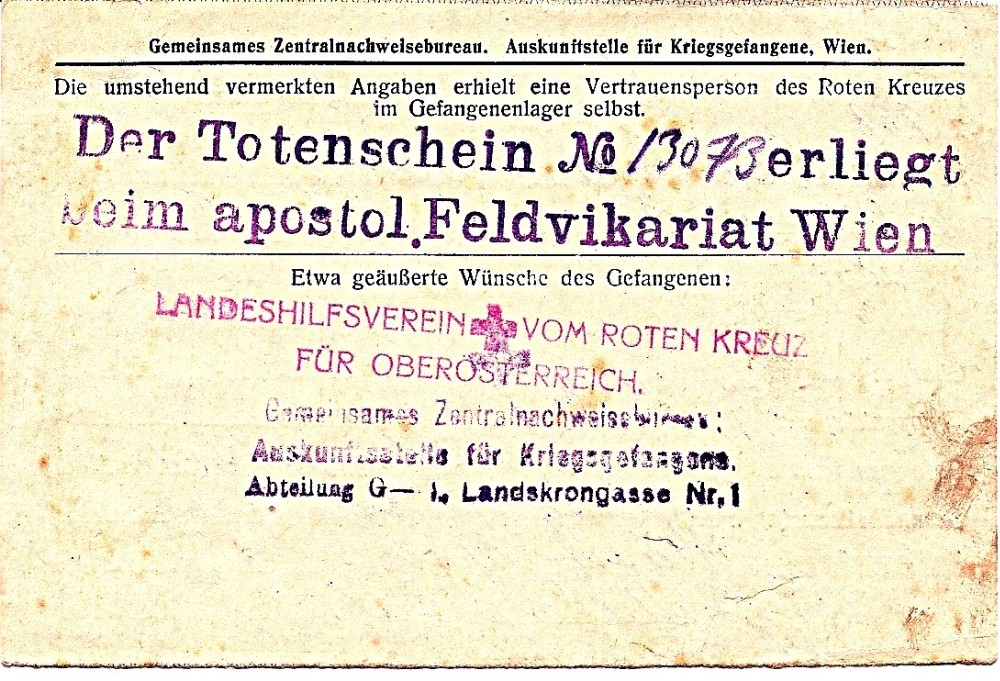 Gemeinsames Zentralnachweisebureau. Auskunftstelle für Kriegsgefangene, Wien.
Die umstehend vermerkten Angaben erhielt eine Vertrauensperson des Roten Kreuzes
im Gefangenenlager selbst.
Der Totenschein № 13073 erliegt
beim apostol. Feldvikariat Wien
Etwa geäußerte Wünsche des Gefangenen:
LANDESHILFSVEREIN VOM ROTEN KREUZ
FÜR OBERÖSTERREICH.
Gemeinsames Zentralnachweisebureau;
Auskunftsstelle für Kriegsgefangene.
Abteilung G— I., Landskrongasse Nr. 1